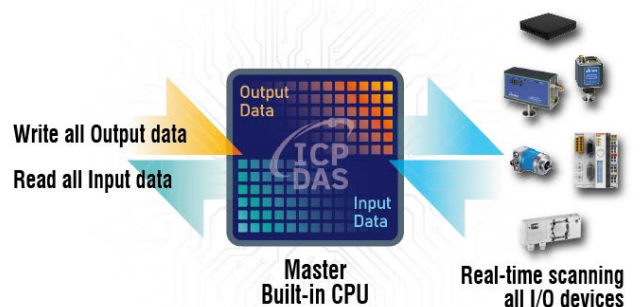 Output
Data
Write all Output data
Read all Input data
ICP
DAS
Input
Data
Master
Built-in CPU
Real-time scanning
all I/O devices